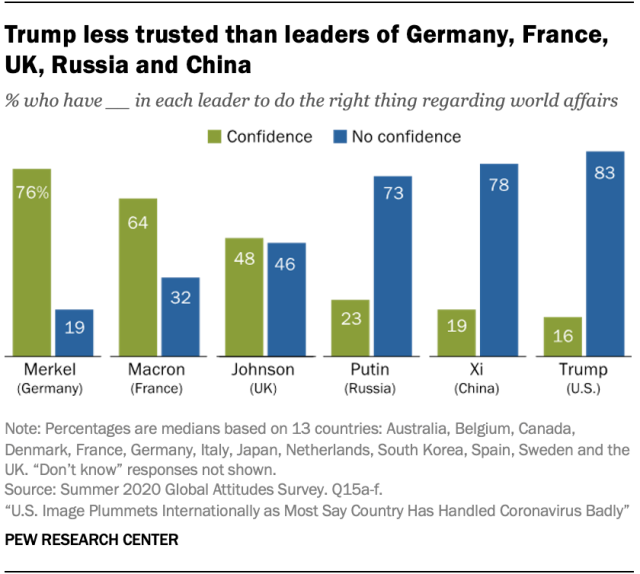 Trump less trusted than leaders of Germany, France,
UK, Russia and China
% who have __ in each leader to do the right thing regarding world affairs
Confidence No confidence
76% 19 64 32 48 46 23 73 19 78 16 83
Merkel Macron Johnson Putin Xi Trump
(Germany) (France) (UK) (Russia) (China) (U.S.)
Note: Percentages are medians based on 13 countries: Australia, Belgium, Canada,
Denmark, France, Germany, Italy, Japan, Netherlands, South Korea, Spain, Sweden and the
UK. “Don’t know” responses not shown.
Source: Summer 2020 Global Attitudes Survey. Q15a-f.
“U.S. Image Plummets Internationally as Most Say Country Has Handled Coronavirus Badly”
PEW RESEARCH CENTER